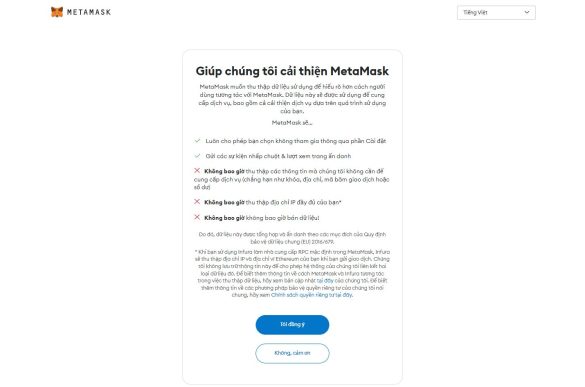 METAMASK
Tiếng Việt
Giúp chúng tôi cải thiện MetaMask
MetaMask muốn thu thập dữ liệu sử dụng để hiểu rõ hơn cách người
dùng tương tác với MetaMask. Dữ liệu này sẽ được sử dụng để cung
cấp dịch vụ, bao gồm cả cải thiện dịch vụ dựa trên quá trình sử dụng
của bạn.
MetaMask sẽ...
Luôn cho phép bạn chọn không tham gia thông qua phần Cài đặt
Gửi các sự kiện nhấp chuột & lượt xem trang ẩn danh
Không bao giờ thu thập các thông tin mà chúng tôi không cần để
cung cấp dịch vụ (chẳng hạn như khóa, địa chỉ, mã băm giao dịch hoặc
số dư)
Không bao giờ thu thập địa chỉ IP đầy đủ của bạn*
Không bao giờ không bao giờ bán dữ liệu!
Do đó, dữ liệu này được tổng hợp và ẩn danh theo các mục đích của Quy định
bảo vệ dữ liệu chung (EU) 2016/679.
* Khi bạn sử dụng Infura làm nhà cung cấp RPC mặc định trong MetaMask, Infura
sẽ thu thập địa chỉ IP và địa chỉ ví Ethereum của bạn khi bạn gửi giao dịch. Chúng
tôi không lưu trữ thông tin này để cho phép hệ thống của chúng tôi liên kết hai
loại dữ liệu đó. Để biết thêm thông tin về cách MetaMask và Infura tương tác
trong việc thu thập dữ liệu, hãy xem bản cập nhật tại đây của chúng tôi. Để biết
thêm thông tin về các phương pháp bảo vệ quyền riêng tư của chúng tôi nói
chung, hãy xem Chính sách quyền riêng tư tại đây.
Tôi đồng ý
Không, cảm ơn